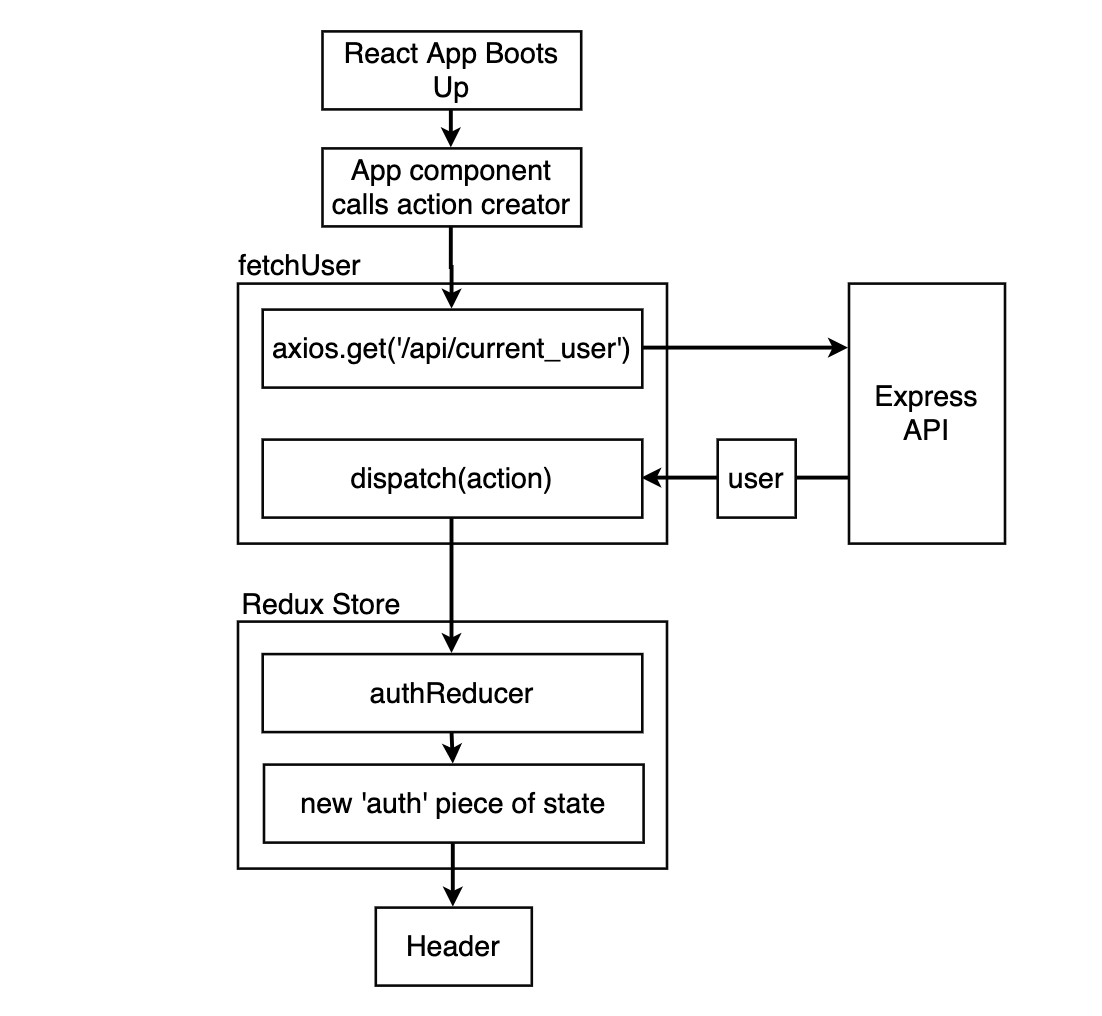 React App Boots
Up
App component
calls action creator
fetchUser
axios.get('/api/current_user')
Express
API
dispatch(action)
user
Redux Store
authReducer
new 'auth' piece of state
Header